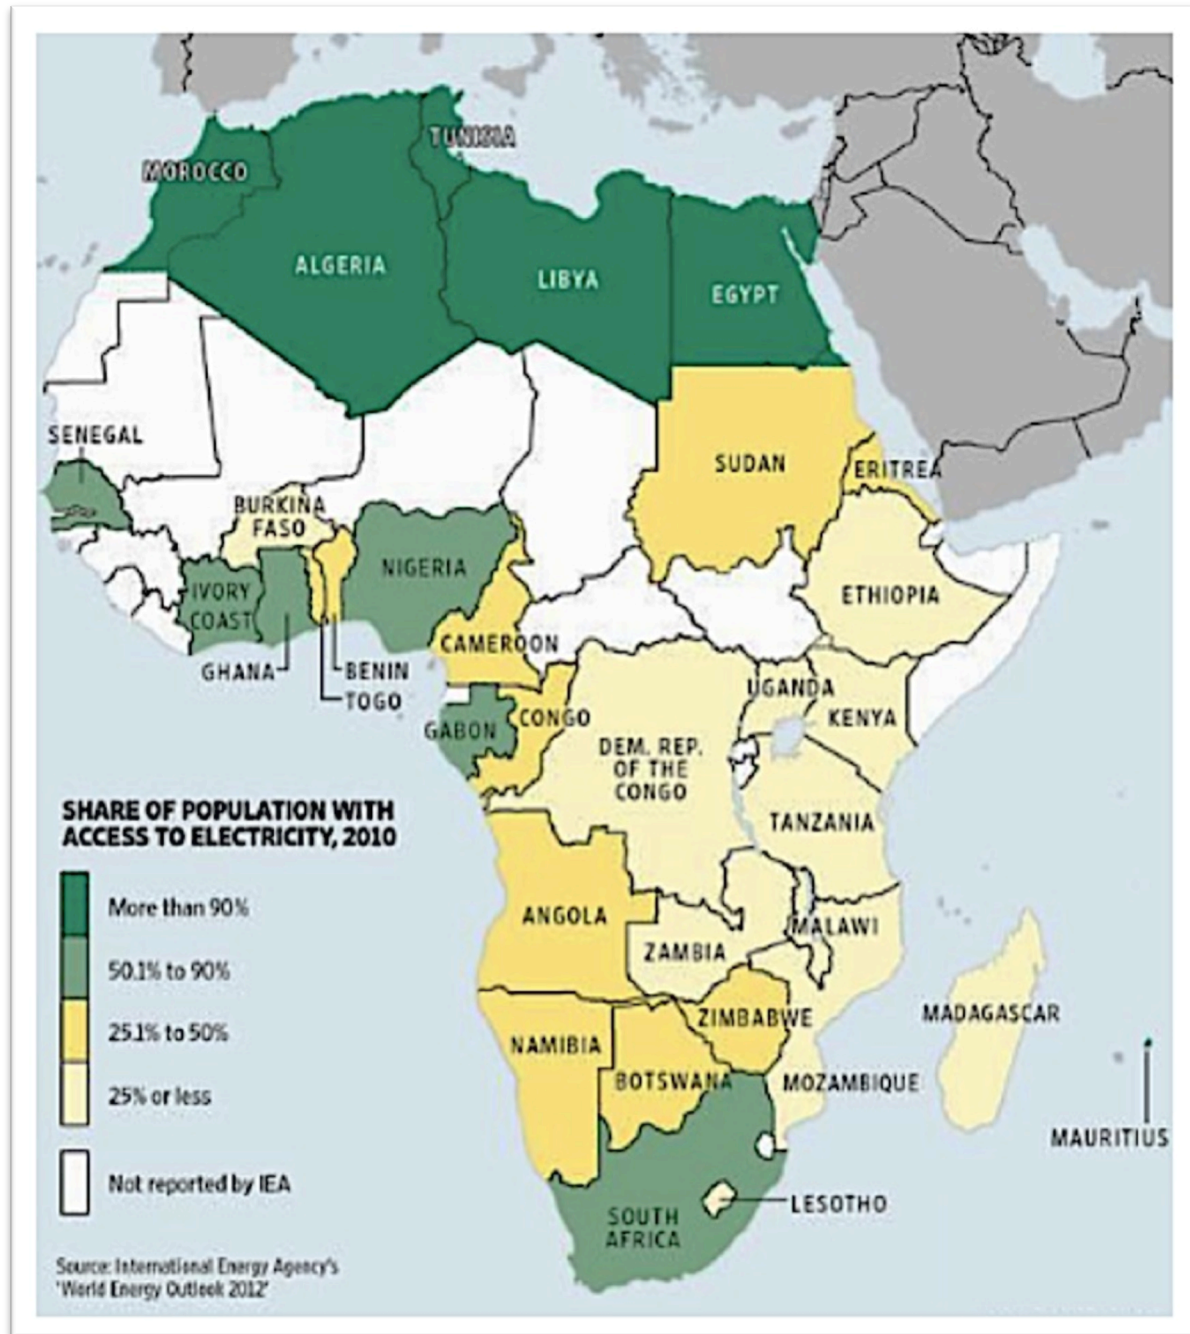 TUNISIA
MOROCCO
ALGERIA
LIBYA
EGYPT
SENEGAL
SUDAN
ERITREA
BURKINA
FASO
NIGERIA
IVORY
COAST
ETHIOPIA
CAMEROON
GHANA
BENIN
TOGO
UGANDA
GABON
CONGO
KENYA
DEM. REP.
OF THE
CONGO
TANZANIA
SHARE OF POPULATION WITH
ACCESS TO ELECTRICITY, 2010
More than 90%
50.1% to 90%
25.1% to 50%
25% or less
Not reported by IEA
ANGOLA
MALAWI
ZAMBIA
ZIMBABWE
MADAGASCAR
NAMIBIA
BOTSWANA
MOZAMBIQUE
MAURITIUS
LESOTHO
SOUTH
AFRICA
Source: International Energy Agency's
'World Energy Outlook 2012'